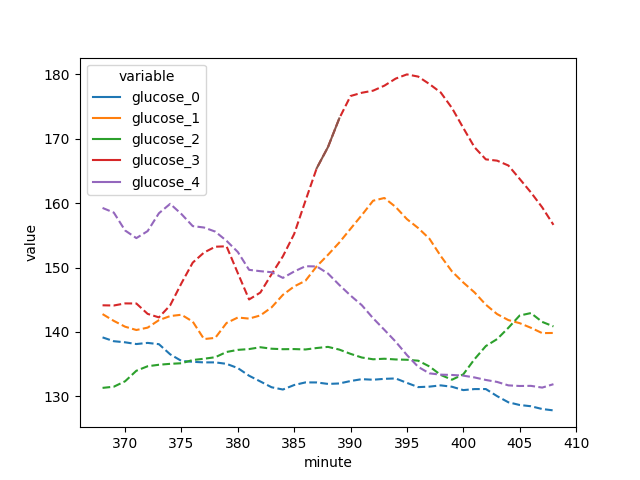 variable
glucose_0
glucose_1
glucose_2
glucose_3
glucose_4
180
170
160
150
140
130
value
370 375 380 385 390 395 400 405 410
minute